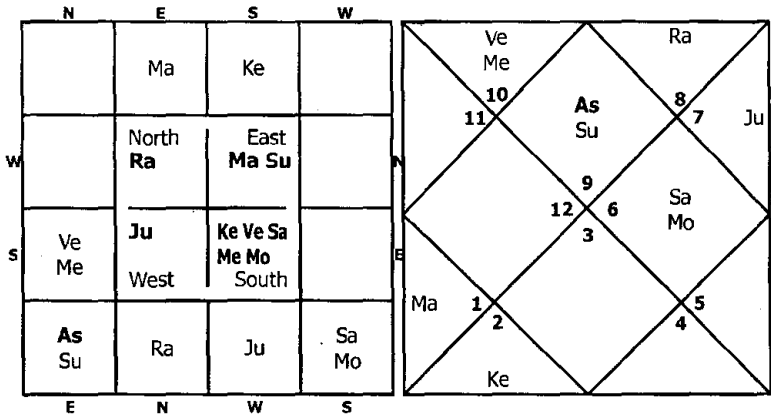 N E S W
Ma Ke
North East
W Ra Ma Su N
Ju Ke Ve Sa
S Ve Me Mo E
Me West South
As
Su Ra Ju Sa
Mo
E N W S
Ve
Me
Ra
10 As 8
11 Su 7 Ju
9
12 6 Sa
3 Mo
Ma 1 5
2 4
Ke